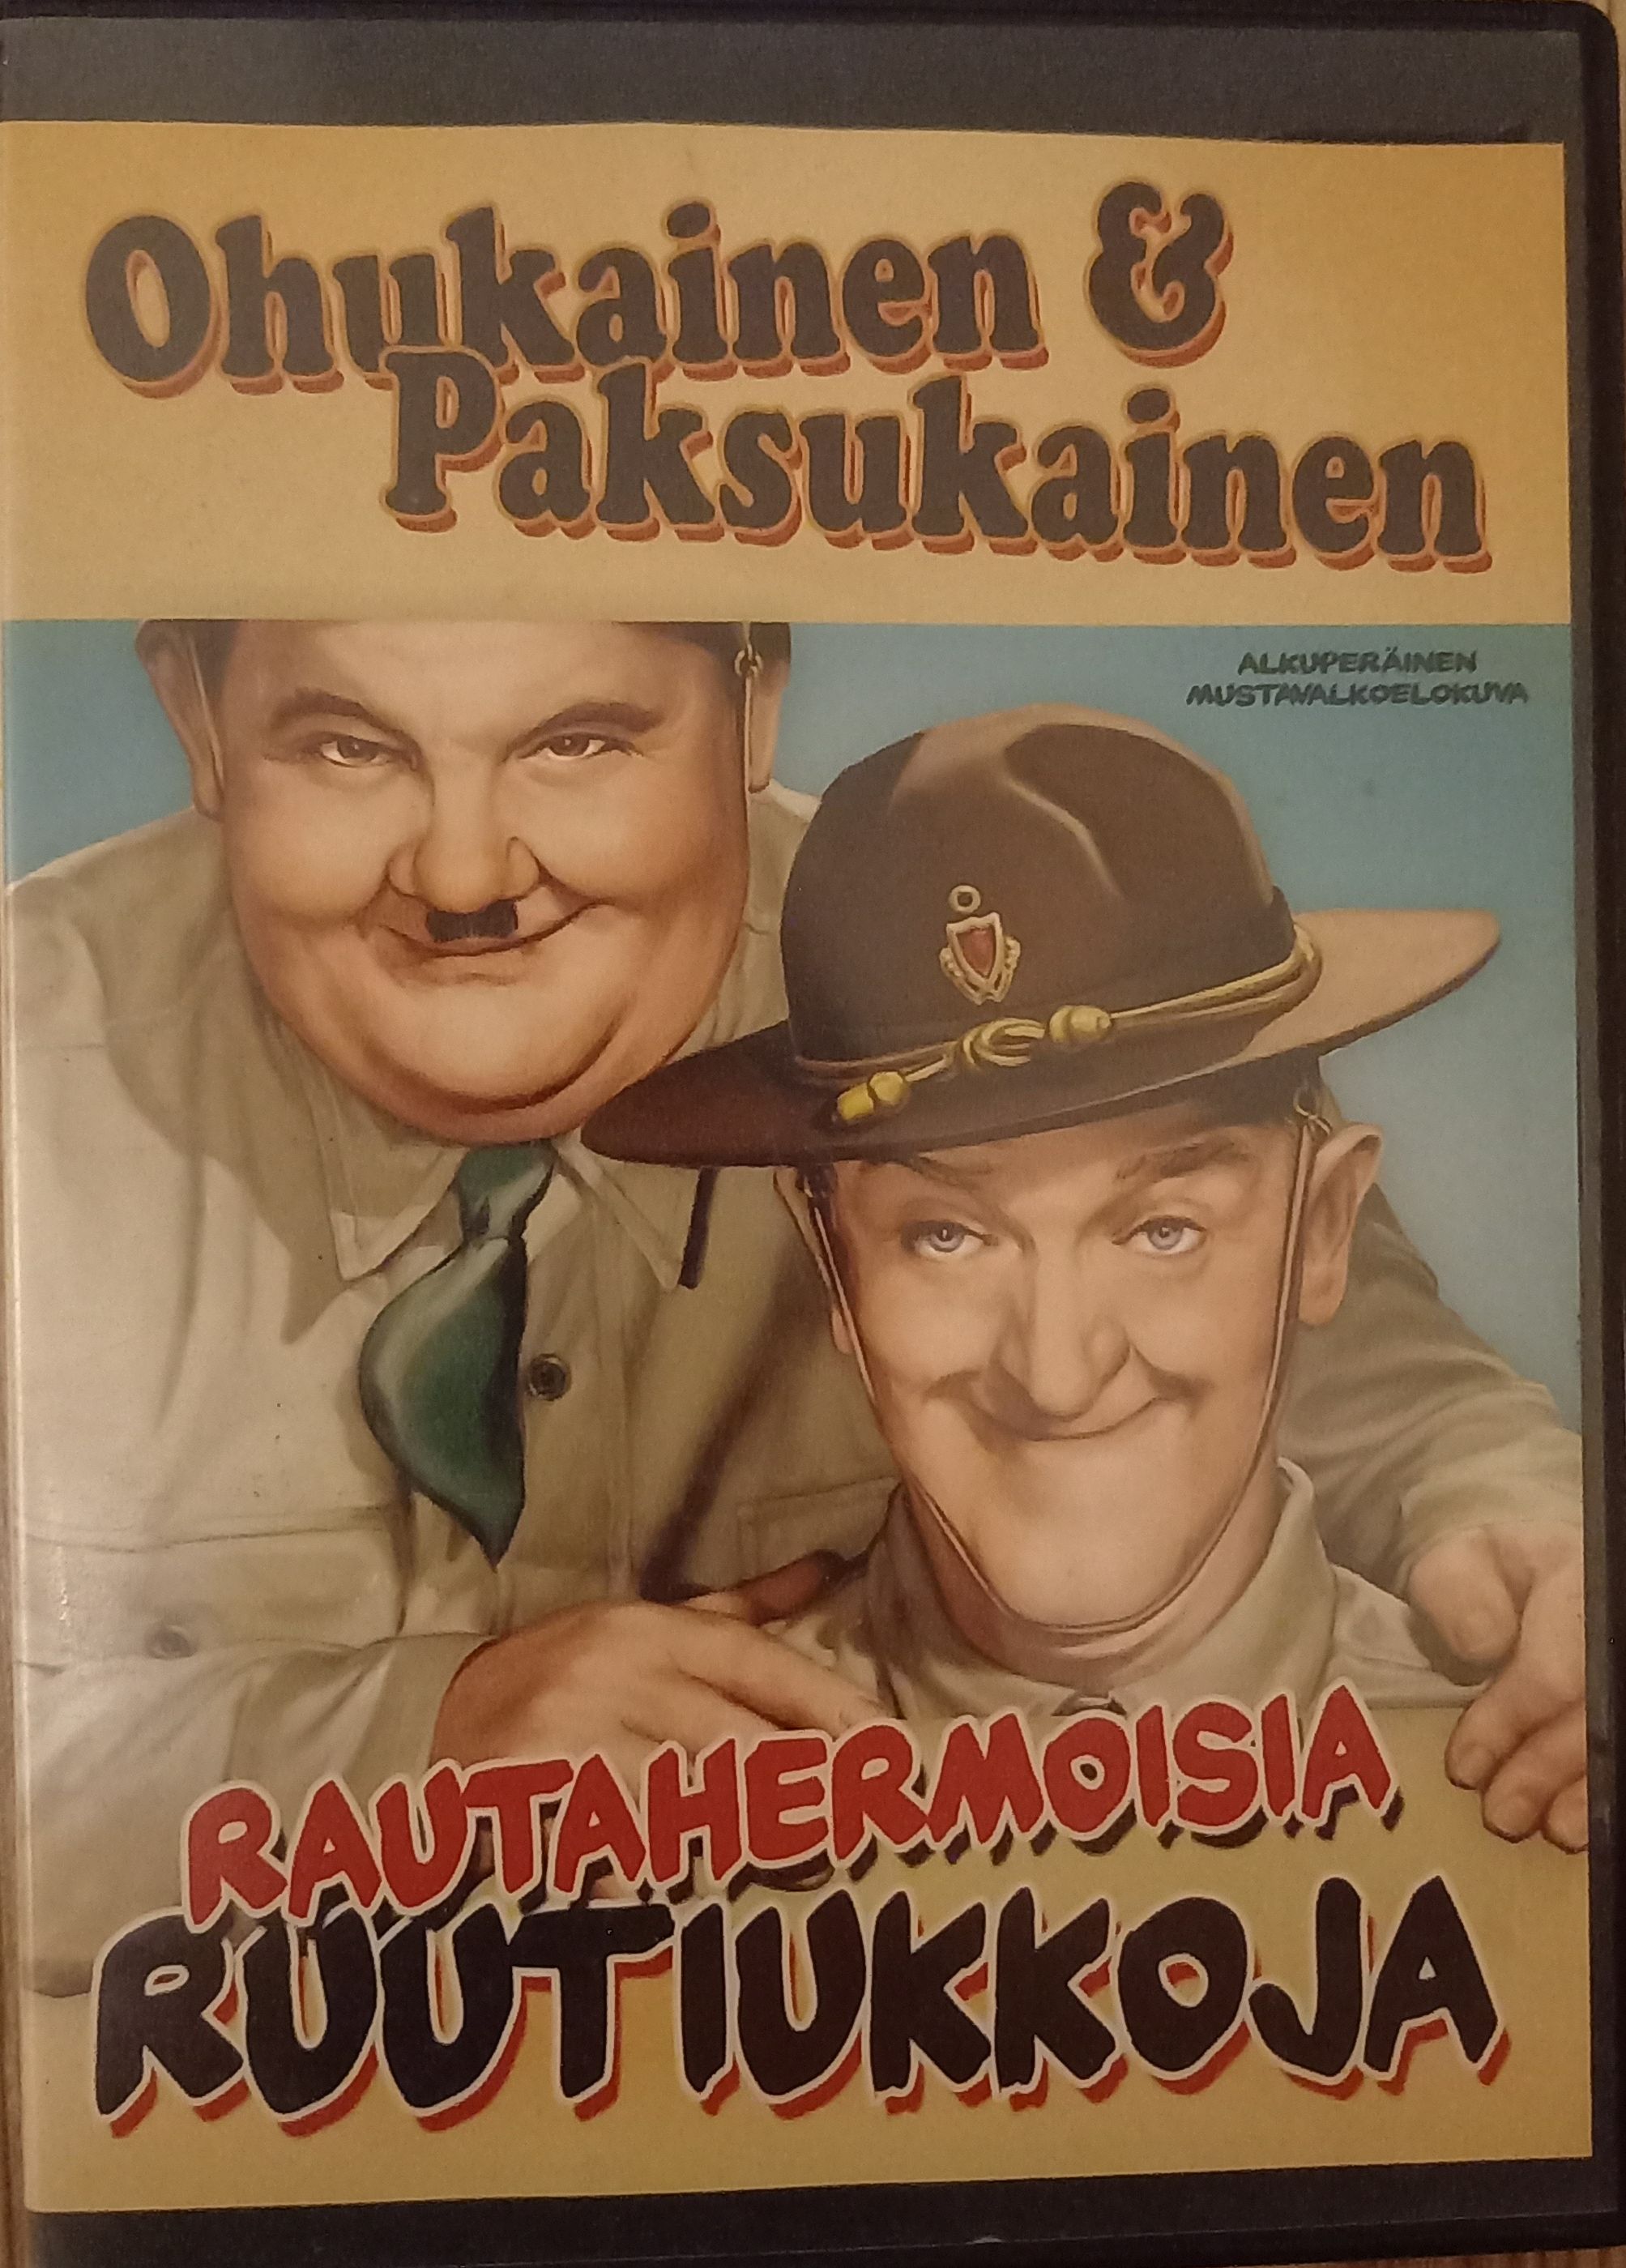 Ohukainen &
Paksukainen
ALKUPERÄINEN
MUSTAVALKOELOKUVA
RAUTAHERMOISIA
RUUTIUKKOJA